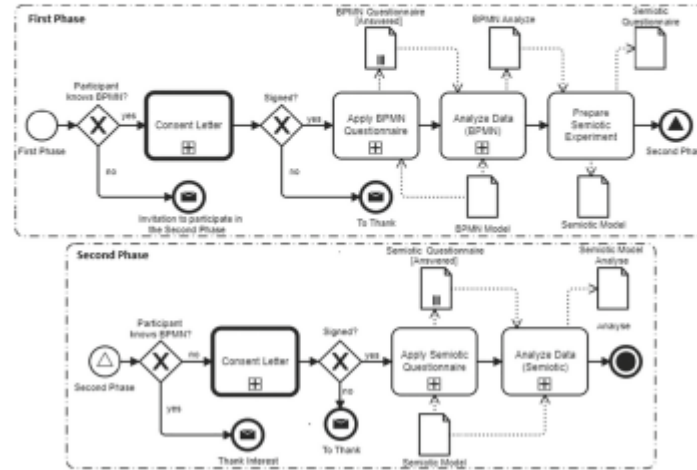 First Phase
Participant
knows BPMN?
yes
no
First Phase
Consent Letter
Invitation to participate in
the Second Phase
Signed?
yes
no
To Thank
BPMN Questionnaire
[Answered]
Apply BPMN
Questionnaire
BPMN Analyze
Analyze Data
(BPMN)
BPMN Model
Semiotic
Questionnaire
Prepare
Semiotic
Experiment
Semiotic Model
Second Pha
Second Phase
Participant
knows BPMN?
no
yes
Second Phase
Consent Letter
Thank Interest
Signed?
yes
no
To Thank
Semiotic Questionnaire
[Answered]
Apply Semiotic
Questionnaire
Semiotic Model
Analyze Data
(Semiotic)
Semiotic Model
Analyse
Analyse